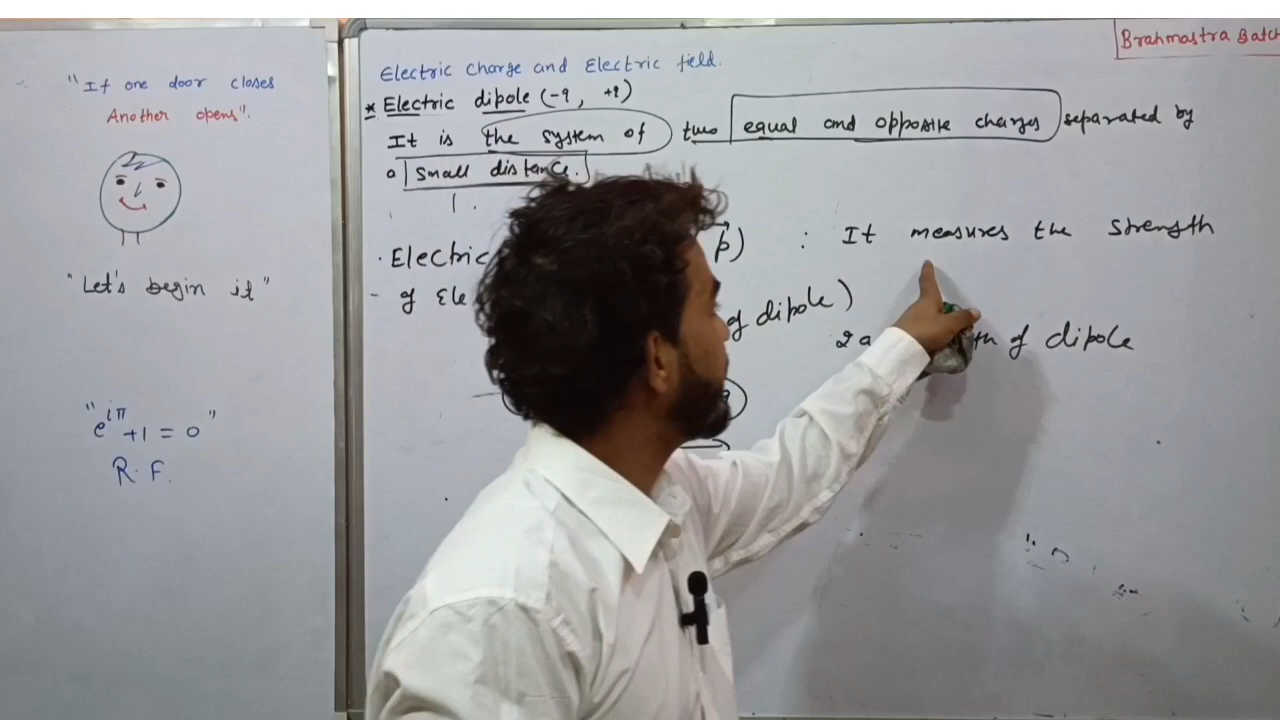 "If one door closes
Another opens".
"Let's begin it"
"e^iπ +1 = 0"
R. F.
Brahmastra Batch
Electric Charge and Electric field.
* Electric dipole (-q, +q)
It is the system of two equal and opposite charges separated by
a small distance.
. Electric p⃗) : It measures the strength
- of Ele of dipole)
2a of dipole